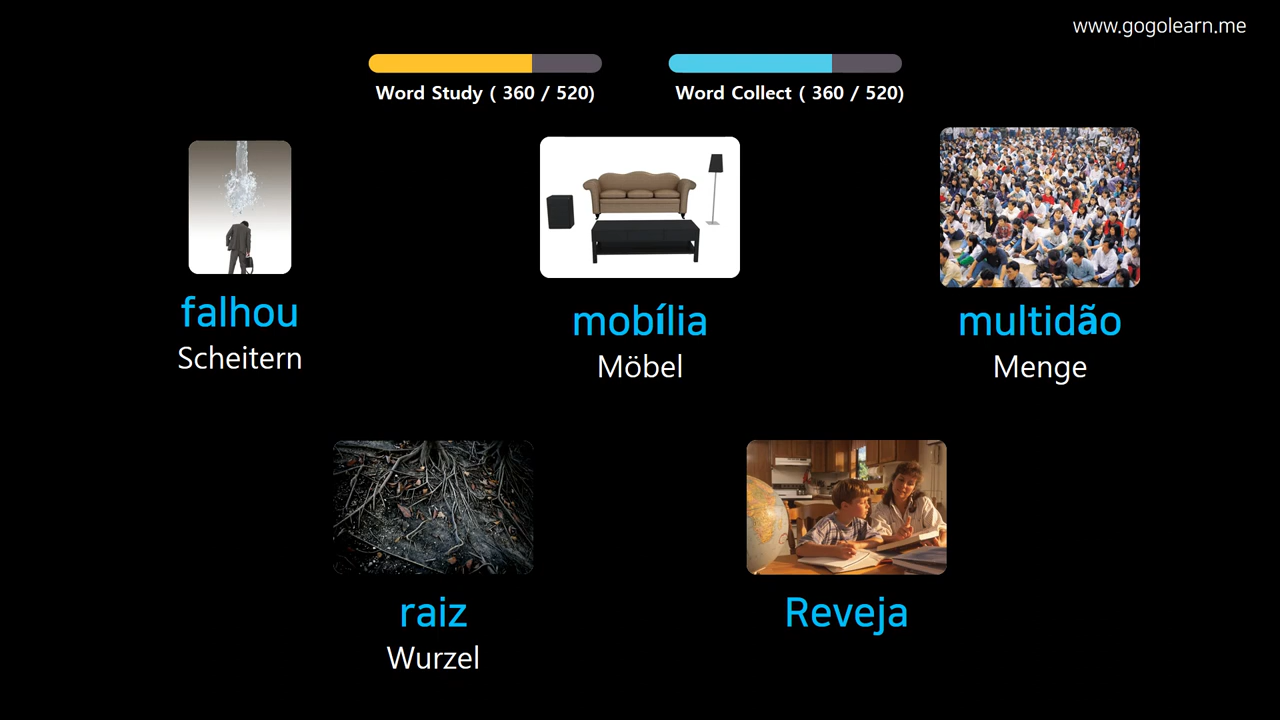 www.gogolearn.me
Word Study ( 360 / 520)
Word Collect ( 360 / 520)
falhou
Scheitern
mobília
Möbel
multidão
Menge
raiz
Wurzel
Reveja